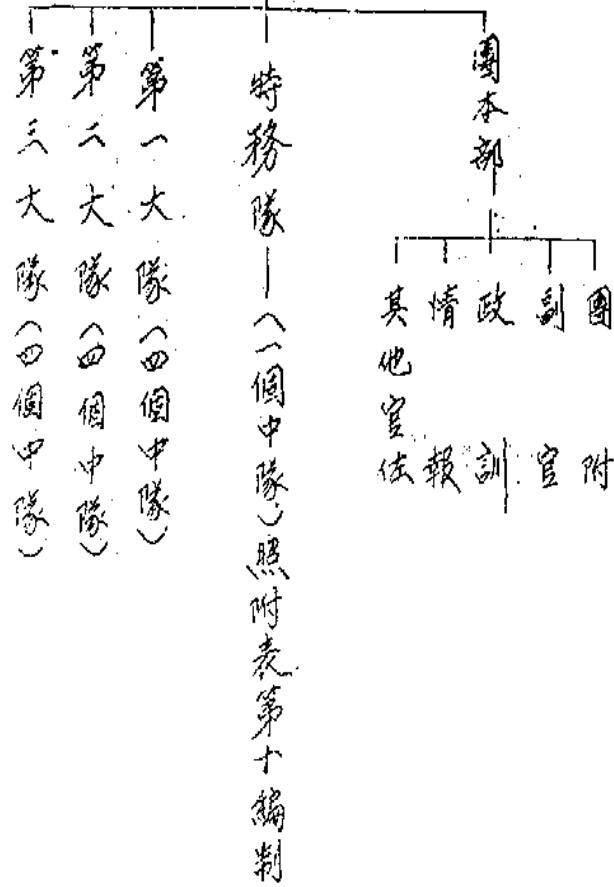 團本部
團附
副官
政訓
情報
其他官佐
特務隊——(一個中隊)照附表第十編制
第一大隊(四個中隊)
第二大隊(四個中隊)
第三大隊(四個中隊)